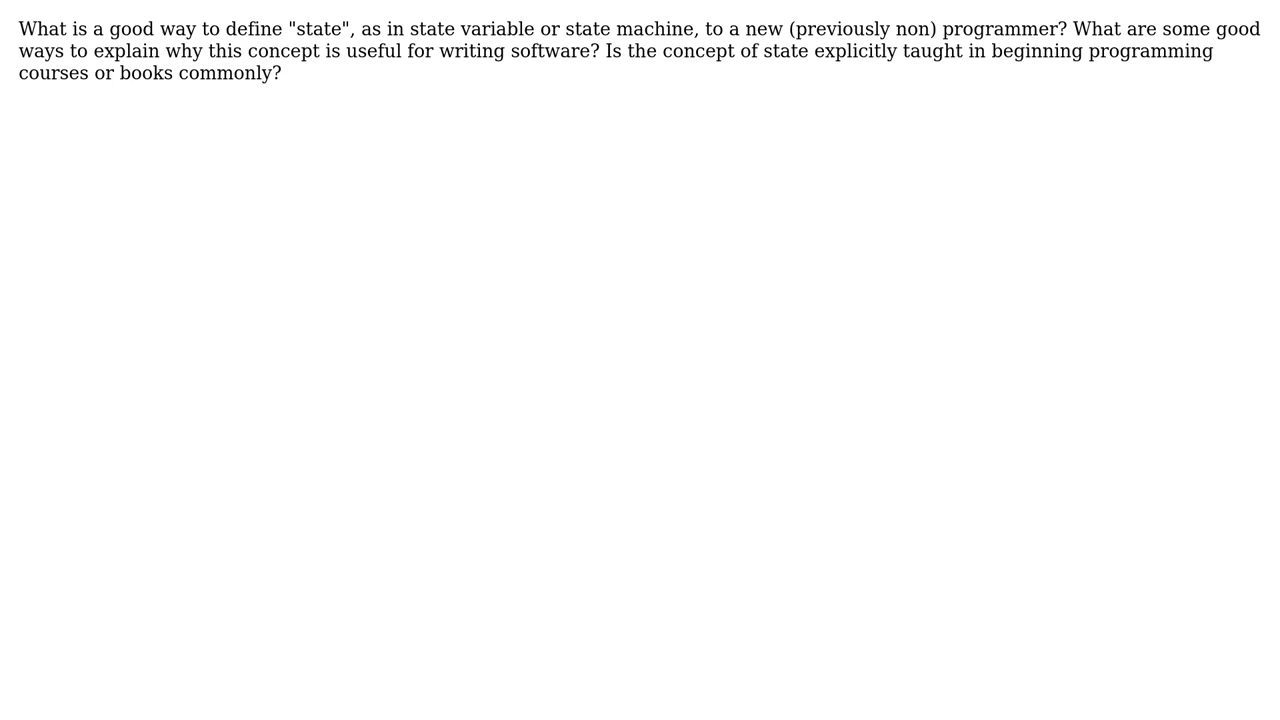 What is a good way to define "state", as in state variable or state machine, to a new (previously non) programmer? What are some good
ways to explain why this concept is useful for writing software? Is the concept of state explicitly taught in beginning programming
courses or books commonly?